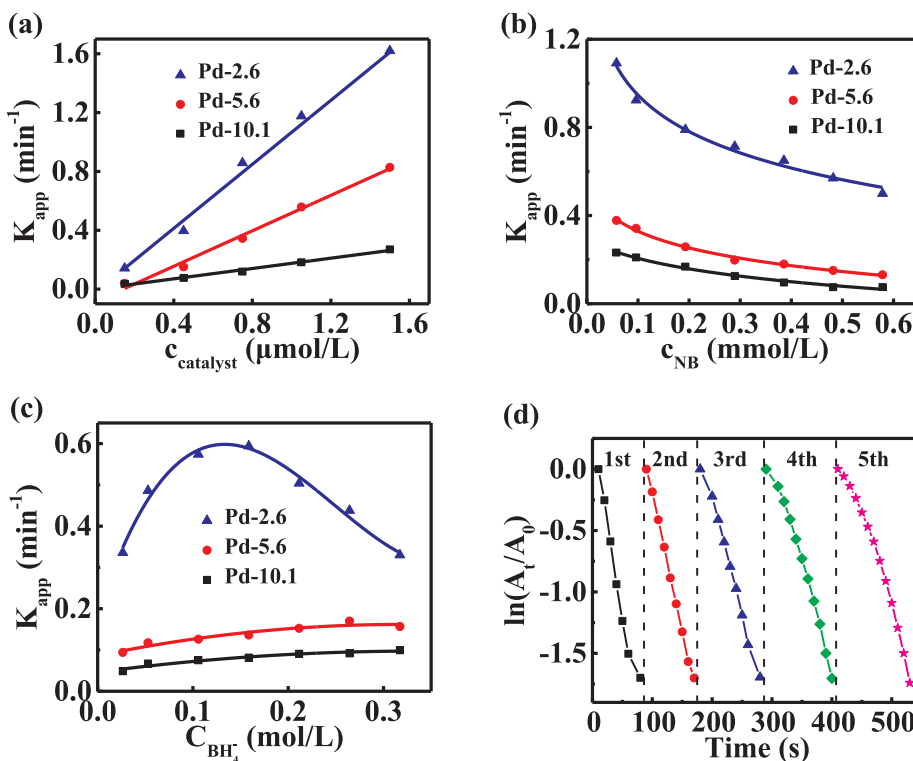 (a)
Pd-2.6
Pd-5.6
Pd-10.1
K_app (min⁻¹)
1.6
1.2
0.8
0.4
0.0
0.0 0.4 0.8 1.2 1.6
c_catalyst (μmol/L)
(b)
Pd-2.6
Pd-5.6
Pd-10.1
K_app (min⁻¹)
1.2
0.8
0.4
0.0
0.0 0.1 0.2 0.3 0.4 0.5 0.6
c_NB (mmol/L)
(c)
Pd-2.6
Pd-5.6
Pd-10.1
K_app (min⁻¹)
0.6
0.4
0.2
0.0
0.0 0.1 0.2 0.3
C_BH₄⁻ (mol/L)
(d)
1st 2nd 3rd 4th 5th
ln(A_t/A_0)
0.0
-0.5
-1.0
-1.5
0 100 200 300 400 500
Time (s)